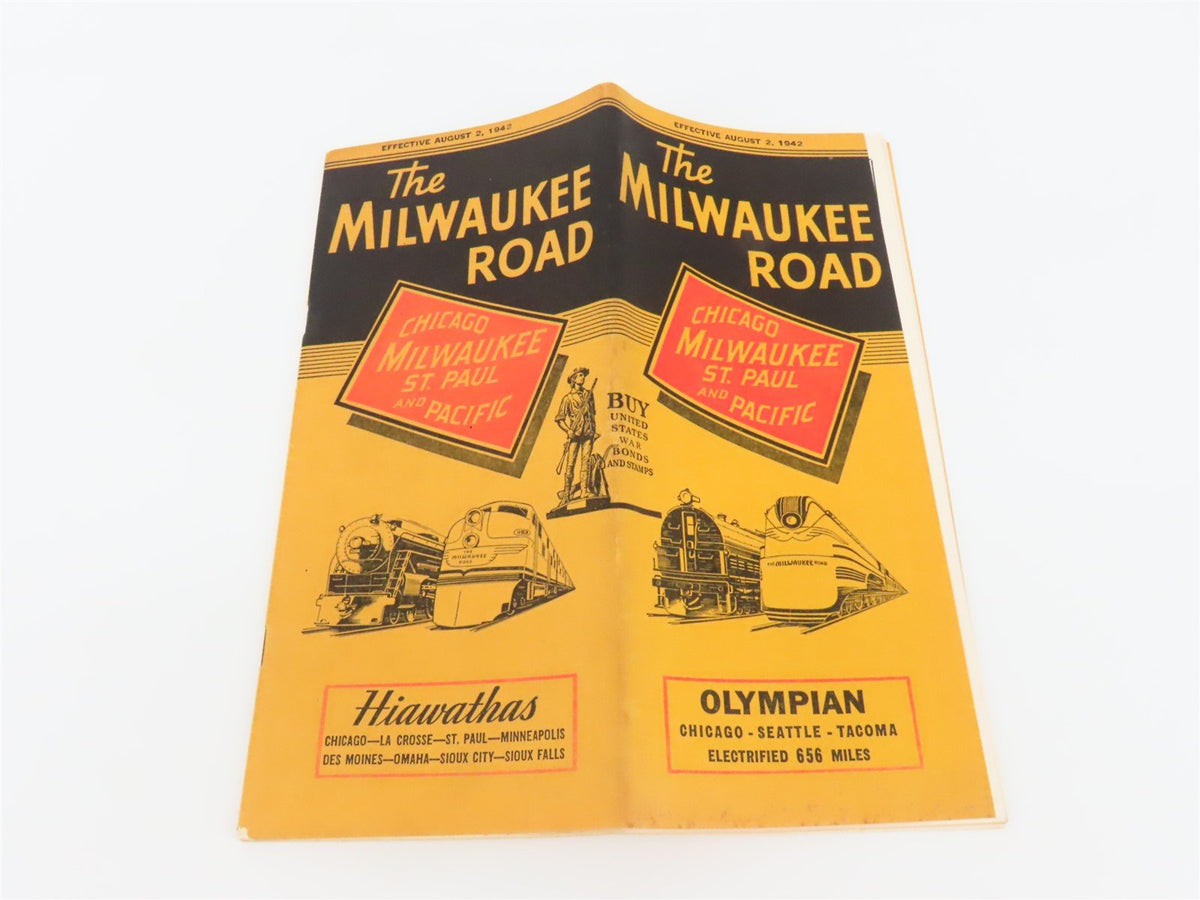 EFFECTIVE AUGUST 2, 1942
The
MILWAUKEE
ROAD
CHICAGO
MILWAUKEE
ST. PAUL
AND PACIFIC
Hiawathas
CHICAGO—LA CROSSE—ST. PAUL—MINNEAPOLIS
DES MOINES—OMAHA—SIOUX CITY—SIOUX FALLS
BUY
UNITED
STATES
WAR
BONDS
AND STAMPS
THE
MILWAUKEE
ROAD
EFFECTIVE AUGUST 2, 1942
The
MILWAUKEE
ROAD
CHICAGO
MILWAUKEE
ST. PAUL
AND PACIFIC
THE MILWAUKEE ROAD
OLYMPIAN
CHICAGO - SEATTLE - TACOMA
ELECTRIFIED 656 MILES